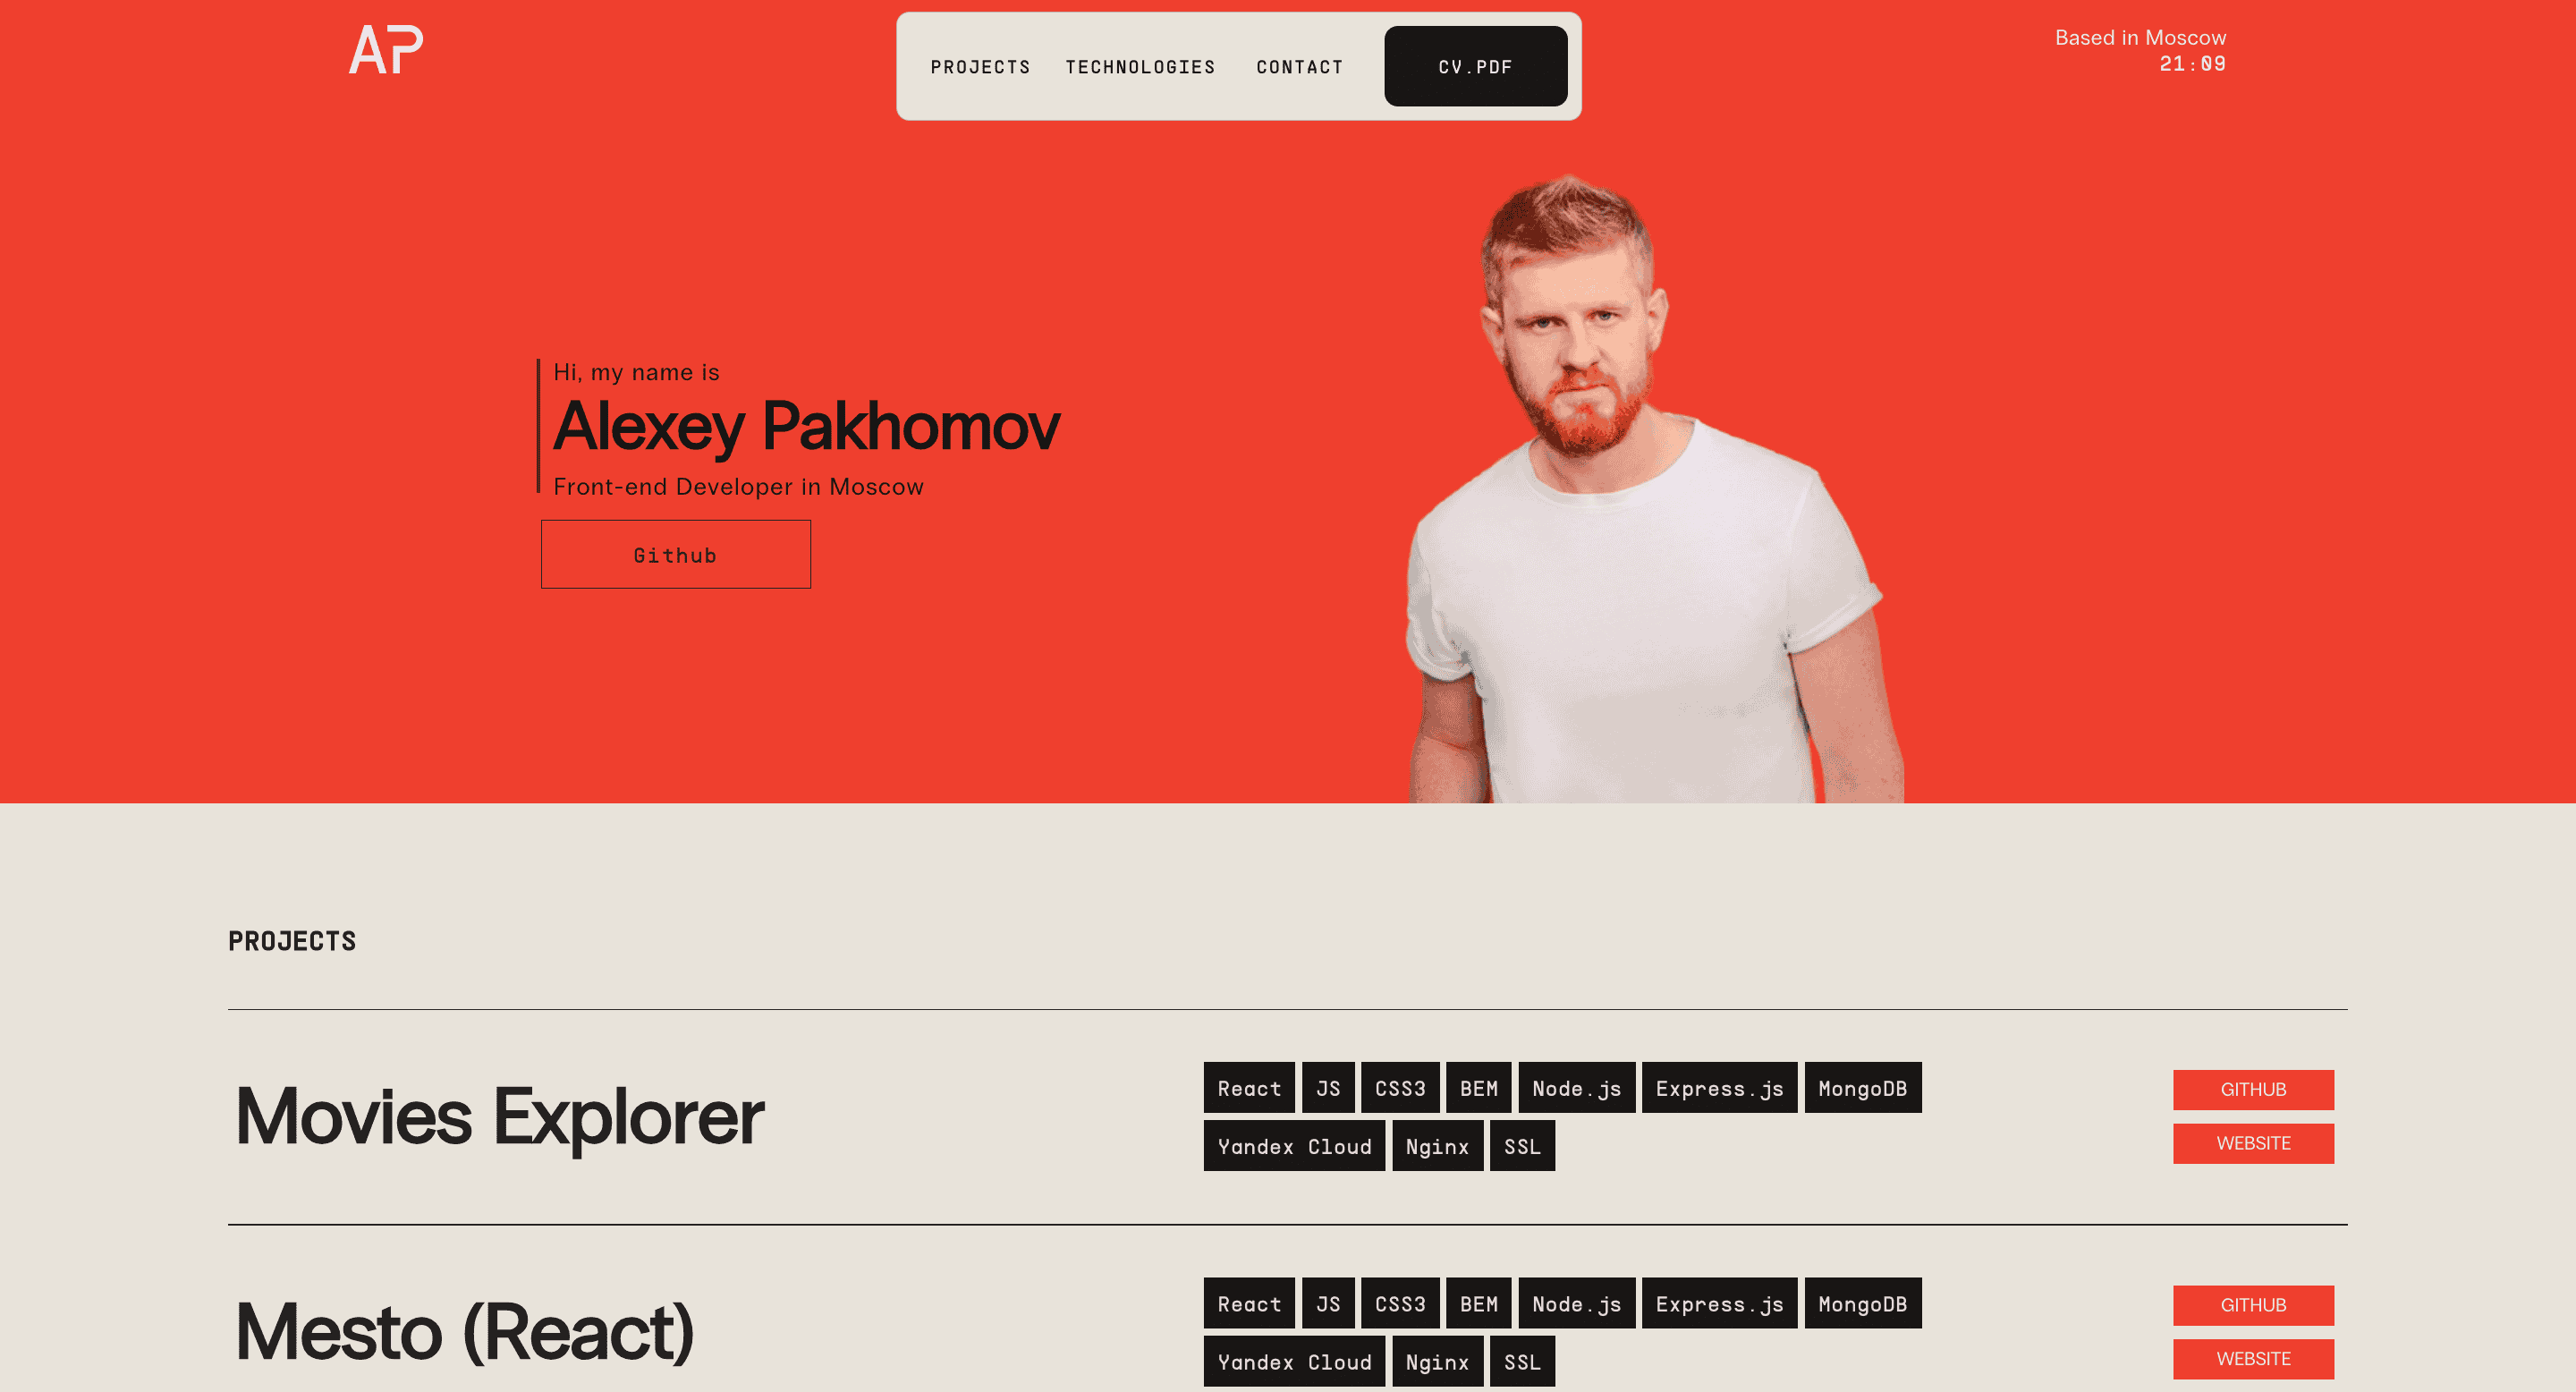 AP
PROJECTS TECHNOLOGIES CONTACT CV.PDF
Based in Moscow
21:09
Hi, my name is
Alexey Pakhomov
Front-end Developer in Moscow
Github
PROJECTS
Movies Explorer
React JS CSS3 BEM Node.js Express.js MongoDB
Yandex Cloud Nginx SSL
GITHUB
WEBSITE
Mesto (React)
React JS CSS3 BEM Node.js Express.js MongoDB
Yandex Cloud Nginx SSL
GITHUB
WEBSITE